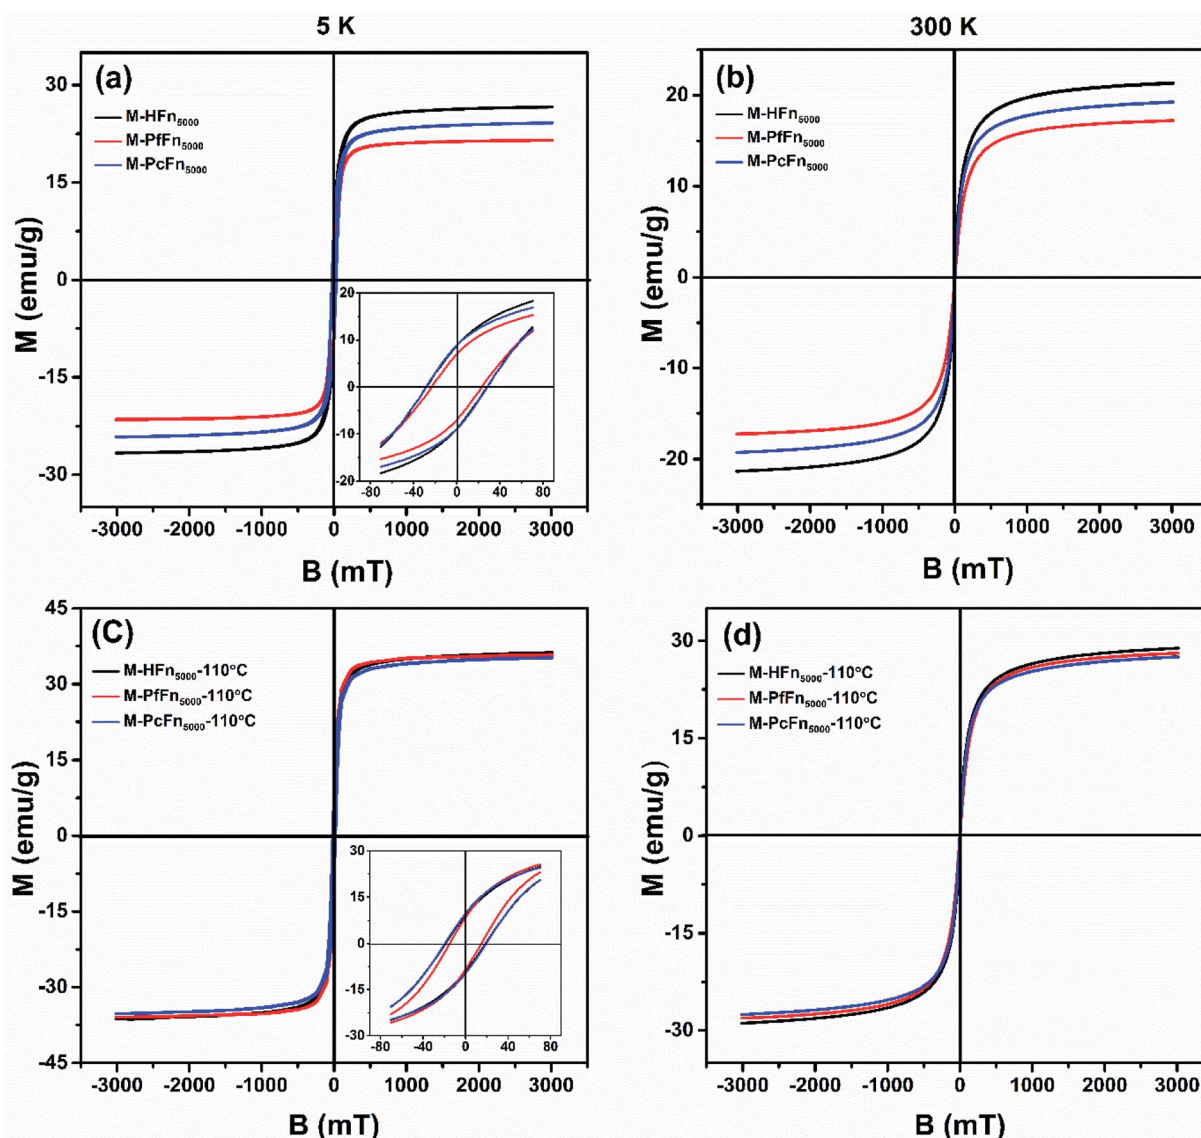 5 K
300 K
(a)
M-HFn5000
M-PfFn5000
M-PcFn5000
M (emu/g)
30
15
0
-15
-30
-3000 -2000 -1000 0 1000 2000 3000
B (mT)
20
10
0
-10
-20
-80 -40 0 40 80
(b)
M-HFn5000
M-PfFn5000
M-PcFn5000
M (emu/g)
20
10
0
-10
-20
-3000 -2000 -1000 0 1000 2000 3000
B (mT)
(C)
M-HFn5000-110°C
M-PfFn5000-110°C
M-PcFn5000-110°C
M (emu/g)
45
30
15
0
-15
-30
-45
-3000 -2000 -1000 0 1000 2000 3000
B (mT)
30
15
0
-15
-30
-80 -40 0 40 80
(d)
M-HFn5000-110°C
M-PfFn5000-110°C
M-PcFn5000-110°C
M (emu/g)
30
15
0
-15
-30
-3000 -2000 -1000 0 1000 2000 3000
B (mT)